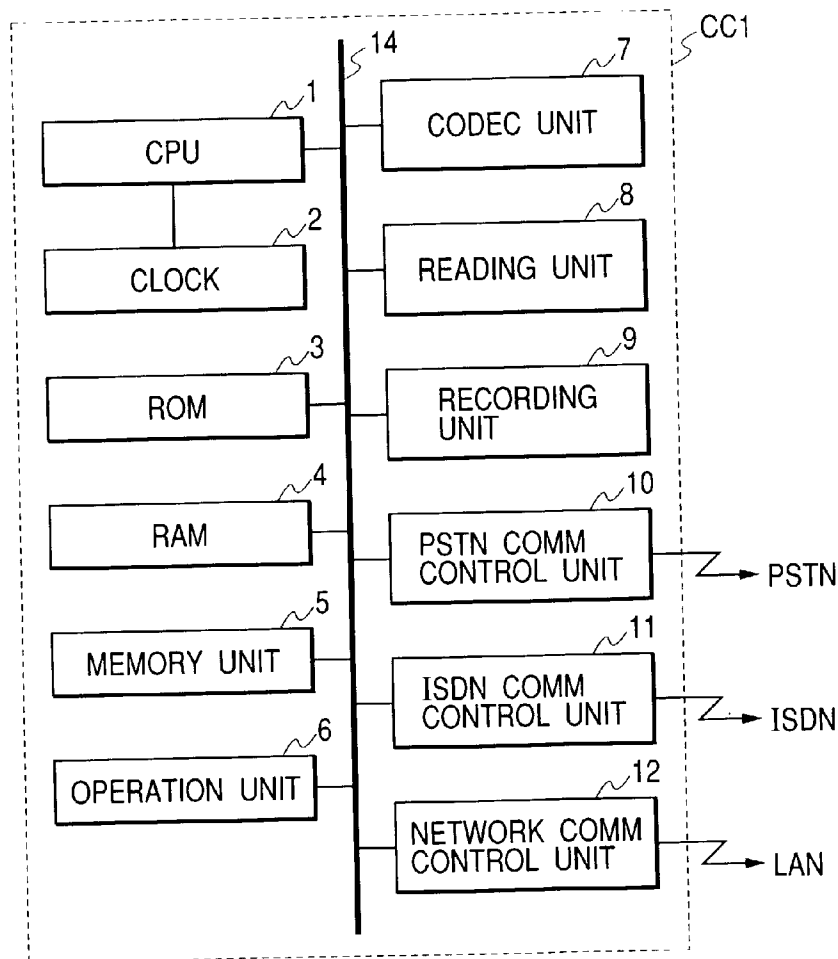 CC1
14
1
CPU
2
CLOCK
3
ROM
4
RAM
5
MEMORY UNIT
6
OPERATION UNIT
7
CODEC UNIT
8
READING UNIT
9
RECORDING
UNIT
10
PSTN COMM
CONTROL UNIT
PSTN
11
ISDN COMM
CONTROL UNIT
ISDN
12
NETWORK COMM
CONTROL UNIT
LAN